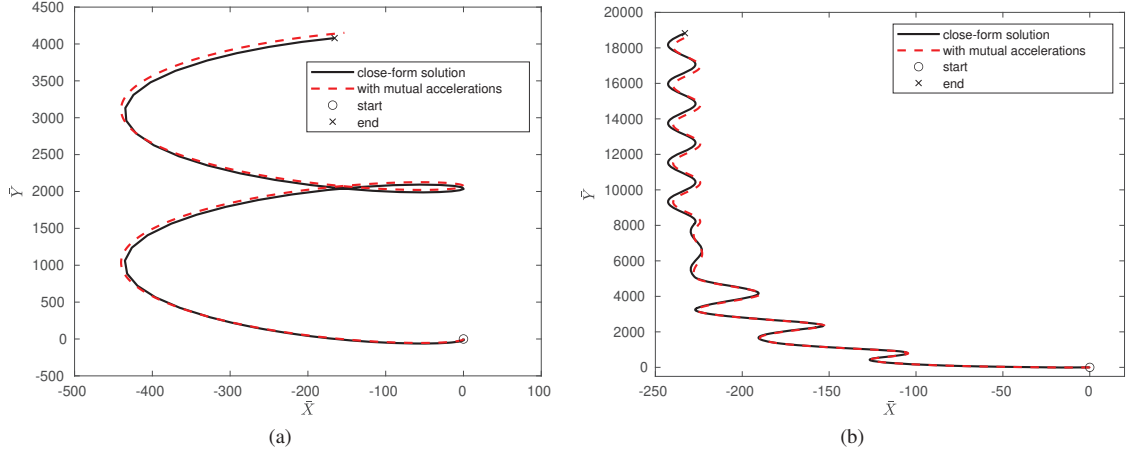 4500
4000
3500
3000
2500
2000
1500
1000
500
0
-500
Ȳ
close-form solution
with mutual accelerations
start
end
-500 -400 -300 -200 -100 0 100
X̄
(a)
20000
18000
16000
14000
12000
10000
8000
6000
4000
2000
0
Ȳ
close-form solution
with mutual accelerations
start
end
-250 -200 -150 -100 -50 0
X̄
(b)